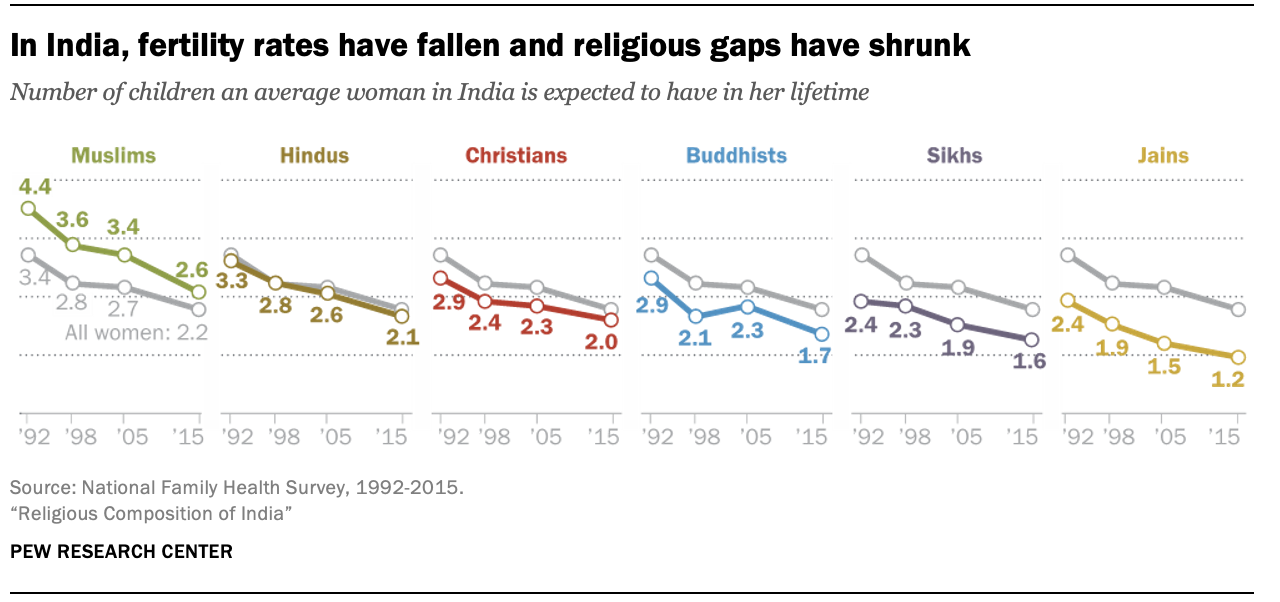 In India, fertility rates have fallen and religious gaps have shrunk
Number of children an average woman in India is expected to have in her lifetime
Muslims
4.4
3.6
3.4
2.6
3.4
2.8
2.7
All women: 2.2
'92 '98 '05 '15
Hindus
3.3
2.8
2.6
2.1
'92 '98 '05 '15
Christians
2.9
2.4
2.3
2.0
'92 '98 '05 '15
Buddhists
2.9
2.1
2.3
1.7
'92 '98 '05 '15
Sikhs
2.4
2.3
1.9
1.6
'92 '98 '05 '15
Jains
2.4
1.9
1.5
1.2
'92 '98 '05 '15
Source: National Family Health Survey, 1992-2015.
“Religious Composition of India”
PEW RESEARCH CENTER